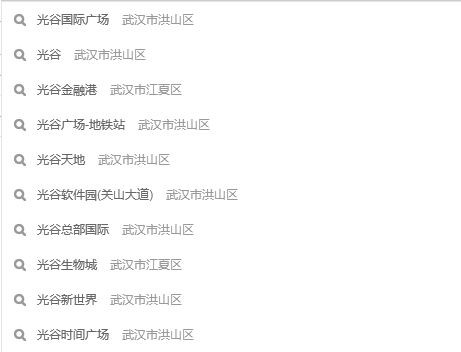 光谷国际广场 武汉市洪山区
光谷 武汉市洪山区
光谷金融港 武汉市江夏区
光谷广场-地铁站 武汉市洪山区
光谷天地 武汉市洪山区
光谷软件园(关山大道) 武汉市洪山区
光谷总部国际 武汉市洪山区
光谷生物城 武汉市江夏区
光谷新世界 武汉市洪山区
光谷时间广场 武汉市洪山区